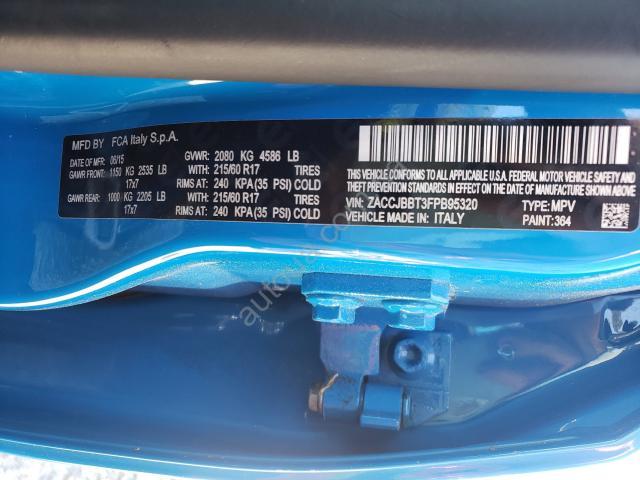 MFD BY FCA Italy S.p.A.
DATE OF MFG 06/15 GVWR: 2080 KG 4586 LB
GAWR FRONT: 1150 KG 2535 LB WITH: 215/60 R17 TIRES
17x7 RIMS AT: 240 KPA(35 PSI) COLD
GAWR REAR: 1000 KG 2205 LB WITH: 215/60 R17 TIRES
17x7 RIMS AT: 240 KPA(35 PSI) COLD
THIS VEHICLE CONFORMS TO ALL APPLICABLE U.S.A. FEDERAL MOTOR VEHICLE
SAFETY, BUMPER, AND THEFT PREVENTION STANDARDS IN EFFECT ON THE DATE OF
VIN: ZACCJBBT3FPB95320 TYPE: MPV
VEHICLE MADE IN: ITALY PAINT: 364